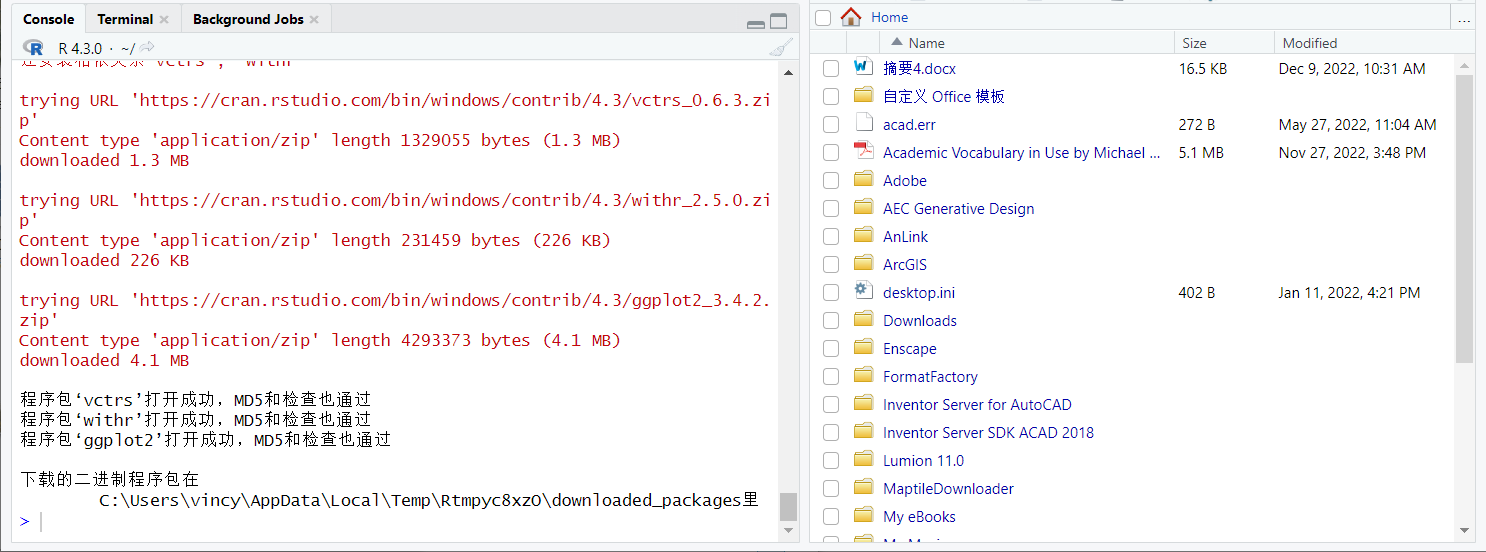 Console
Terminal
Background Jobs
R 4.3.0 · ~/
trying URL 'https://cran.rstudio.com/bin/windows/contrib/4.3/vctrs_0.6.3.zi
p'
Content type 'application/zip' length 1329055 bytes (1.3 MB)
downloaded 1.3 MB
trying URL 'https://cran.rstudio.com/bin/windows/contrib/4.3/withr_2.5.0.zi
p'
Content type 'application/zip' length 231459 bytes (226 KB)
downloaded 226 KB
trying URL 'https://cran.rstudio.com/bin/windows/contrib/4.3/ggplot2_3.4.2.
zip'
Content type 'application/zip' length 4293373 bytes (4.1 MB)
downloaded 4.1 MB
程序包‘vctrs’打开成功，MD5和检查也通过
程序包‘withr’打开成功，MD5和检查也通过
程序包‘ggplot2’打开成功，MD5和检查也通过
下载的二进制程序包在
C:\Users\vincy\AppData\Local\Temp\Rtmpyc8xzO\downloaded_packages里
>
Home ...
Name Size Modified
摘要4.docx 16.5 KB Dec 9, 2022, 10:31 AM
自定义 Office 模板
acad.err 272 B May 27, 2022, 11:04 AM
Academic Vocabulary in Use by Michael ... 5.1 MB Nov 27, 2022, 3:48 PM
Adobe
AEC Generative Design
AnLink
ArcGIS
desktop.ini 402 B Jan 11, 2022, 4:21 PM
Downloads
Enscape
FormatFactory
Inventor Server for AutoCAD
Inventor Server SDK ACAD 2018
Lumion 11.0
MaptileDownloader
My eBooks